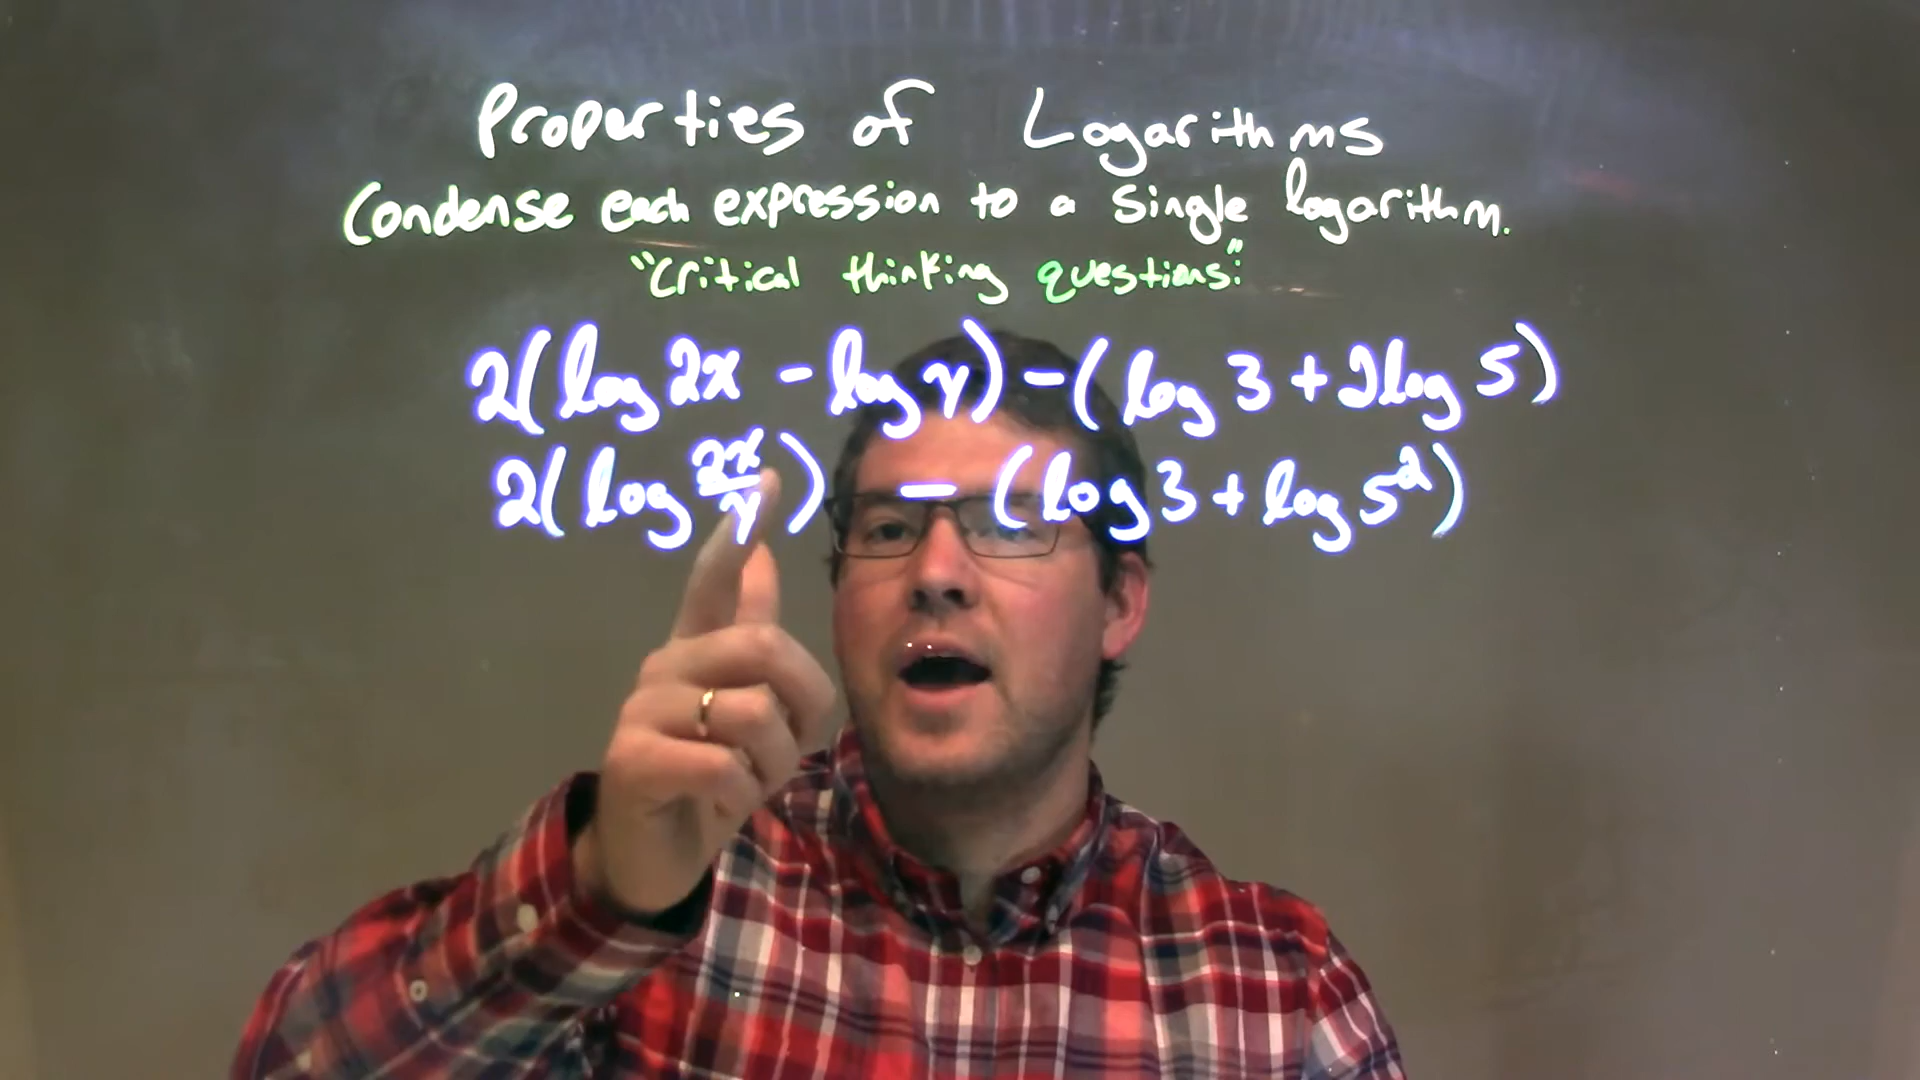 Properties of Logarithms
Condense each expression to a single logarithm.
"Critical thinking questions:"
2(log 2x - log y) - (log 3 + 2log 5)
2(log 2x/y) - (log 3 + log 5²)